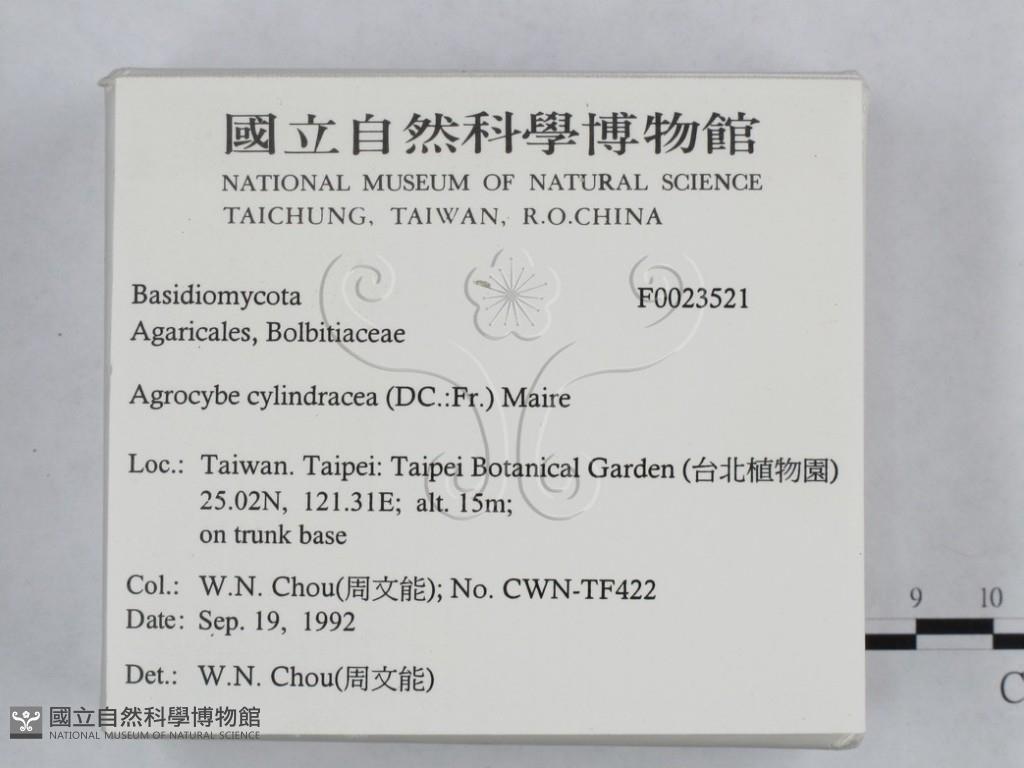 國立自然科學博物館
NATIONAL MUSEUM OF NATURAL SCIENCE
TAICHUNG, TAIWAN, R.O.CHINA
Basidiomycota F0023521
Agaricales, Bolbitiaceae
Agrocybe cylindracea (DC.:Fr.) Maire
Loc.: Taiwan. Taipei: Taipei Botanical Garden (台北植物園)
25.02N, 121.31E; alt. 15m;
on trunk base
Col.: W.N. Chou(周文能); No. CWN-TF422
Date: Sep. 19, 1992
Det.: W.N. Chou(周文能)
9 10
C
國立自然科學博物館
NATIONAL MUSEUM OF NATURAL SCIENCE